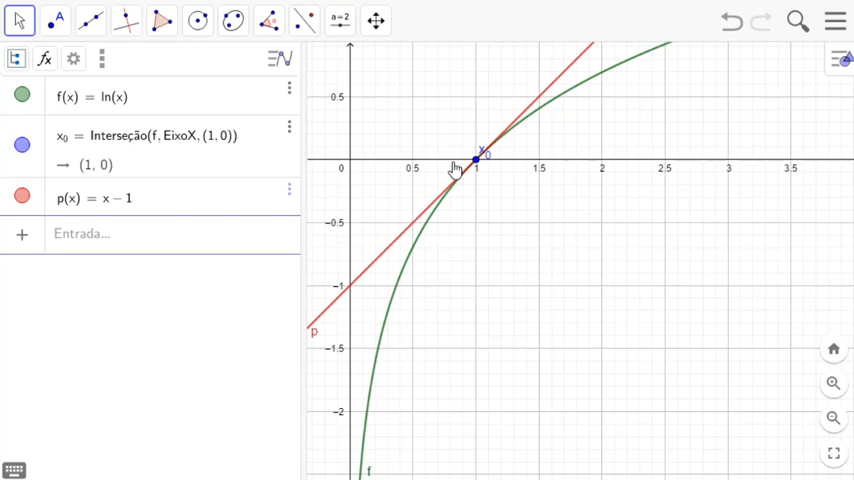 A
a=2
f(x) = ln(x)
x₀ = Interseção(f, EixoX, (1, 0))
→ (1, 0)
p(x) = x − 1
+ Entrada...
0.5
0
0.5
1
1.5
2
2.5
3
3.5
−0.5
−1
−1.5
−2
x₀
p
f